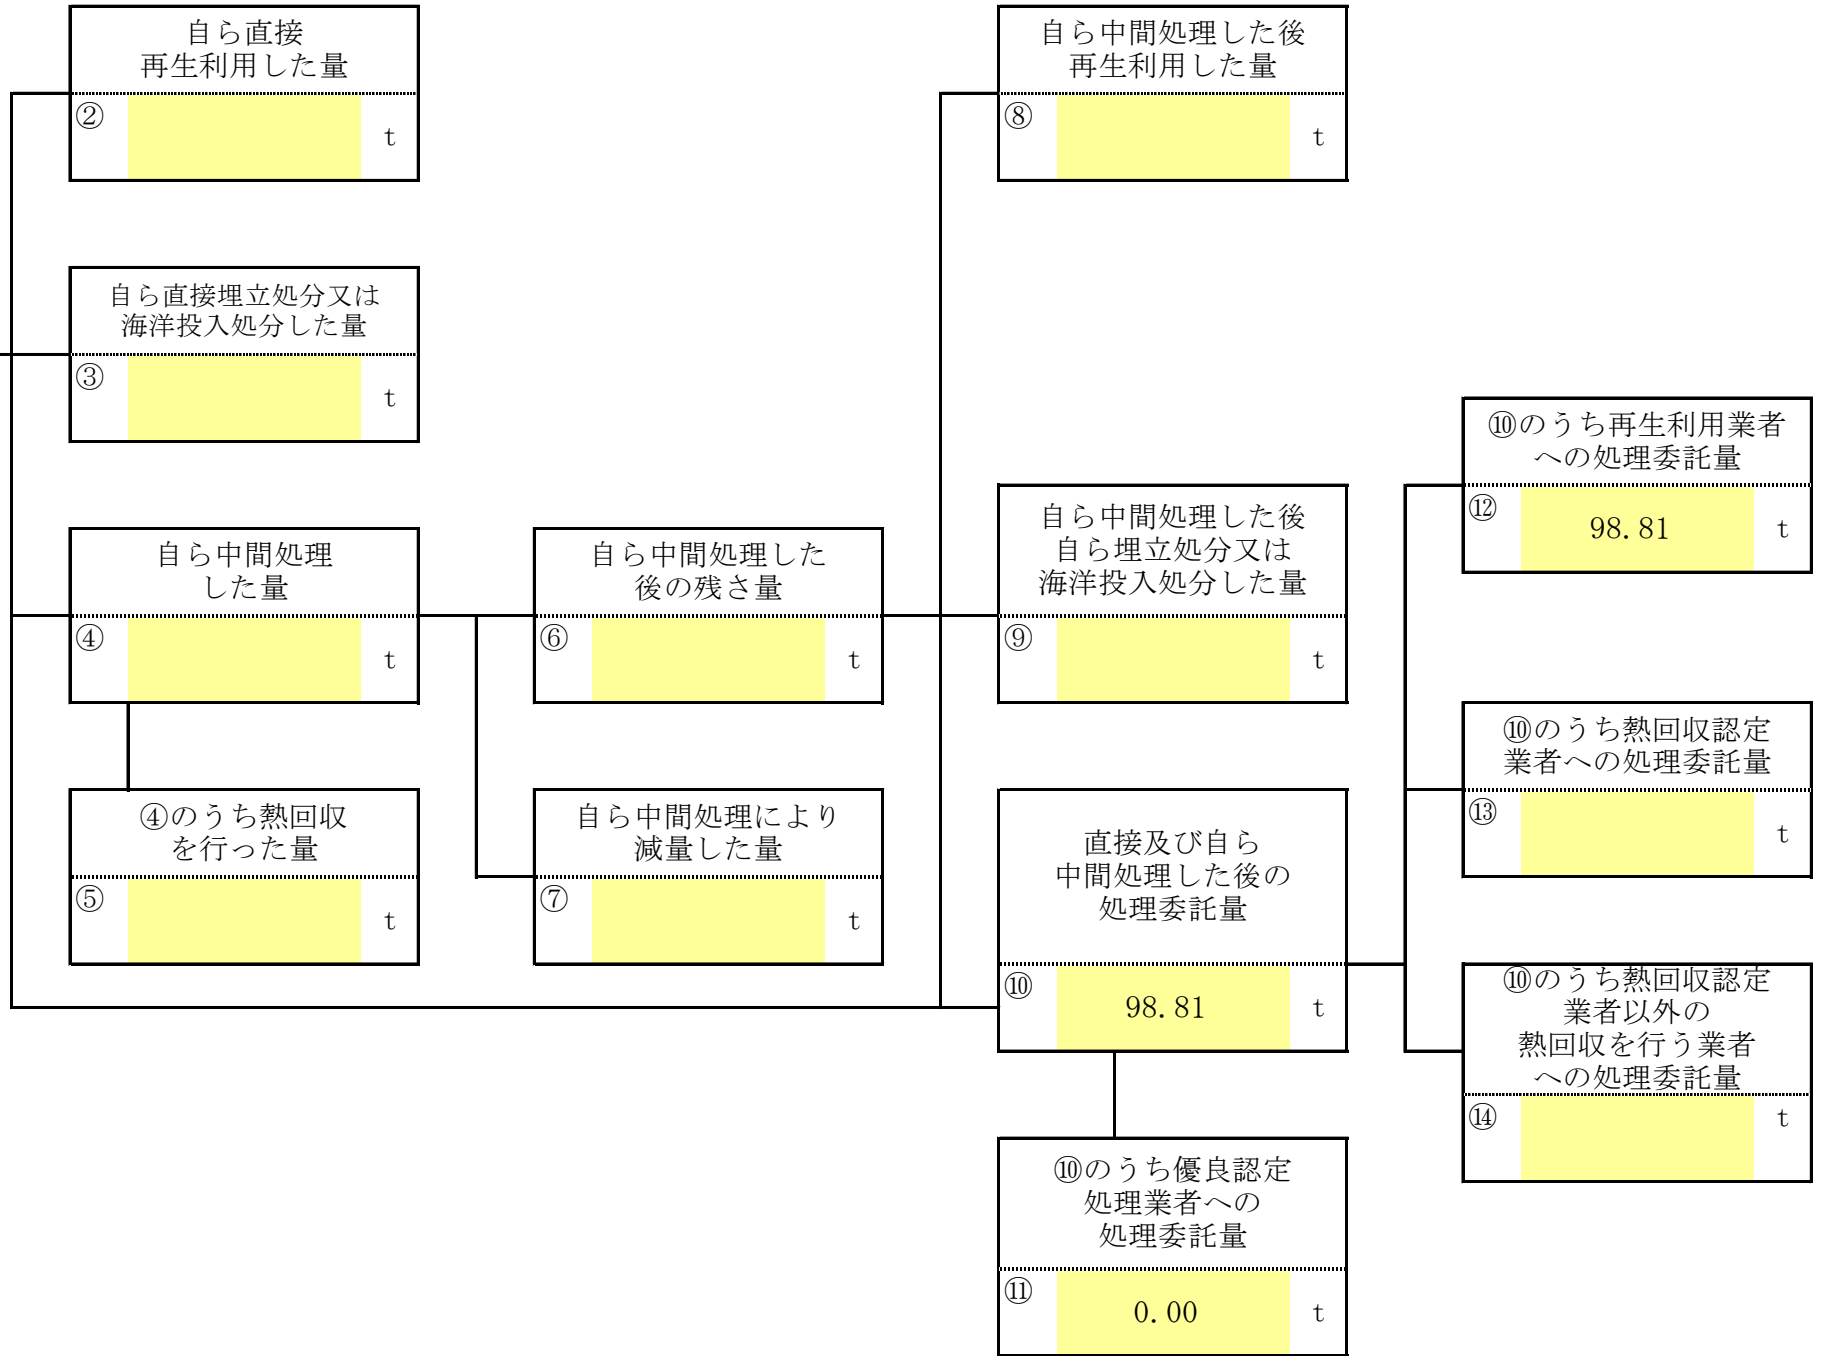 自ら直接
再生利用した量
②
t
自ら中間処理した後
再生利用した量
⑧
t
自ら直接埋立処分又は
海洋投入処分した量
③
t
⑩のうち再生利用業者
への処理委託量
⑫
98.81
t
自ら中間処理
した量
④
t
自ら中間処理した
後の残さ量
⑥
t
自ら中間処理した後
自ら埋立処分又は
海洋投入処分した量
⑨
t
⑩のうち熱回収認定
業者への処理委託量
⑬
t
④のうち熱回収
を行った量
⑤
t
自ら中間処理により
減量した量
⑦
t
直接及び自ら
中間処理した後の
処理委託量
⑩
98.81
t
⑩のうち熱回収認定
業者以外の
熱回収を行う業者
への処理委託量
⑭
t
⑩のうち優良認定
処理業者への
処理委託量
⑪
0.00
t